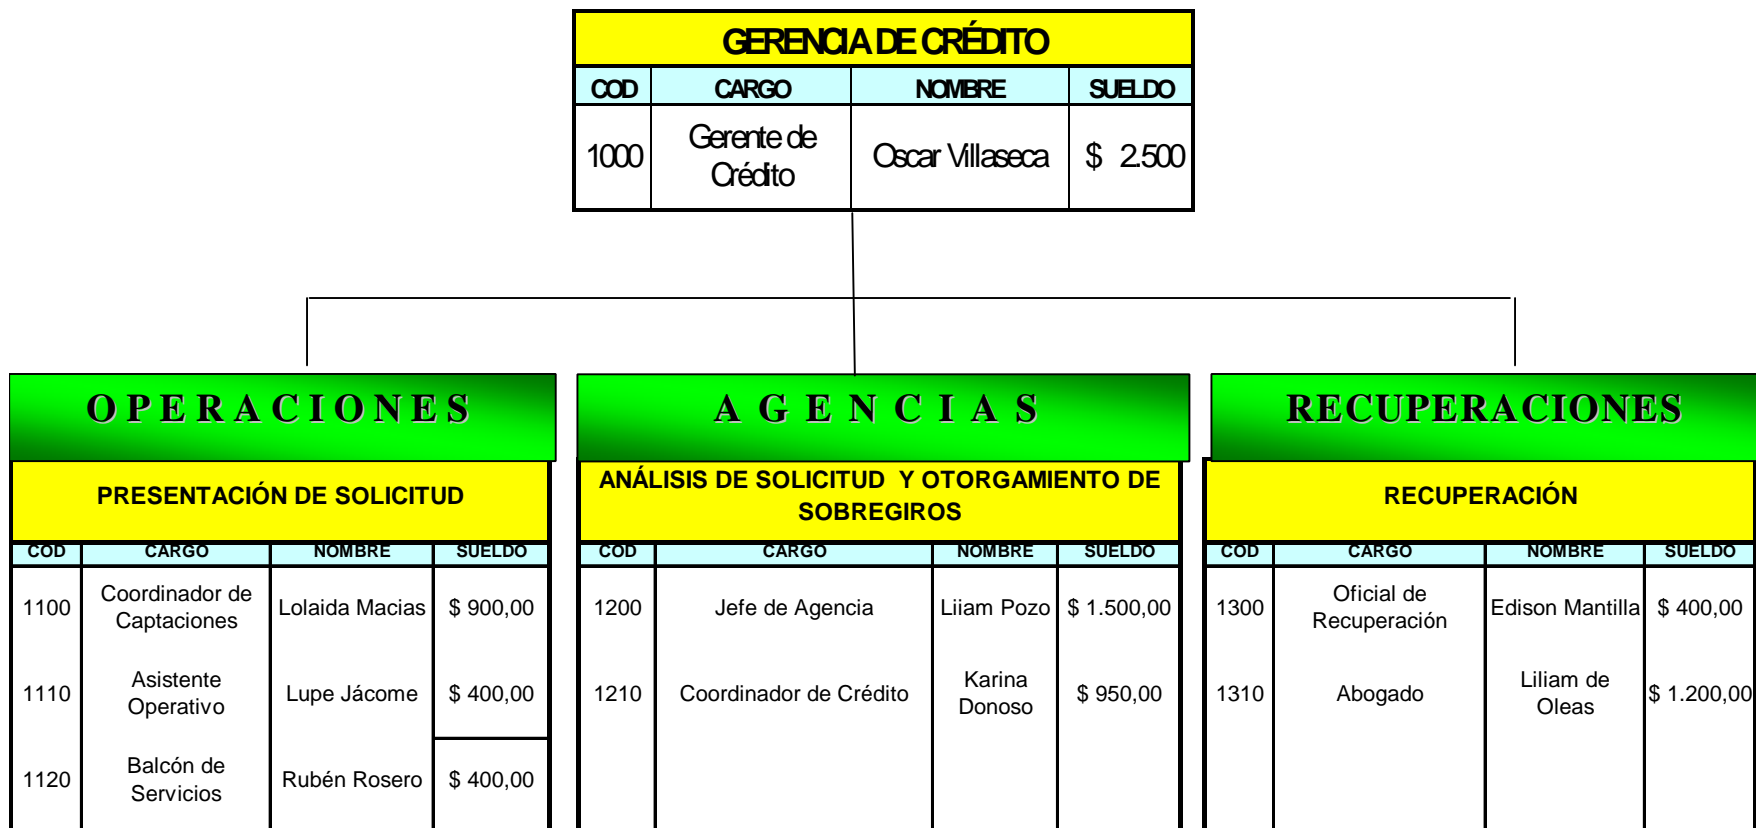 GERENCIA DE CRÉDITO
COD CARGO NOMBRE SUELDO
1000 Gerente de Crédito Oscar Villaseca $ 2.500
OPERACIONES
PRESENTACIÓN DE SOLICITUD
COD CARGO NOMBRE SUELDO
1100 Coordinador de Captaciones Lolaida Macias $ 900,00
1110 Asistente Operativo Lupe Jácome $ 400,00
1120 Balcón de Servicios Rubén Rosero $ 400,00
AGENCIAS
ANÁLISIS DE SOLICITUD Y OTORGAMIENTO DE
SOBREGIROS
COD CARGO NOMBRE SUELDO
1200 Jefe de Agencia Liiam Pozo $ 1.500,00
1210 Coordinador de Crédito Karina Donoso $ 950,00
RECUPERACIONES
RECUPERACIÓN
COD CARGO NOMBRE SUELDO
1300 Oficial de Recuperación Edison Mantilla $ 400,00
1310 Abogado Liliam de Oleas $ 1.200,00